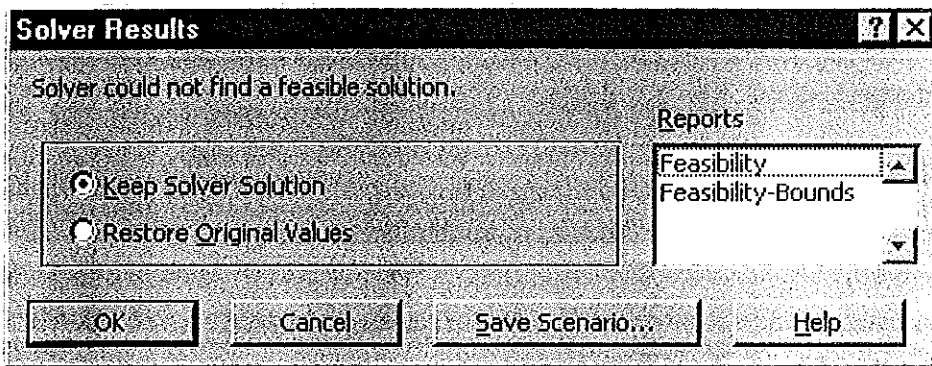 Solver Results
Solver could not find a feasible solution.
Reports
Keep Solver Solution
Restore Original Values
Feasibility
Feasibility-Bounds
OK Cancel Save Scenario... Help